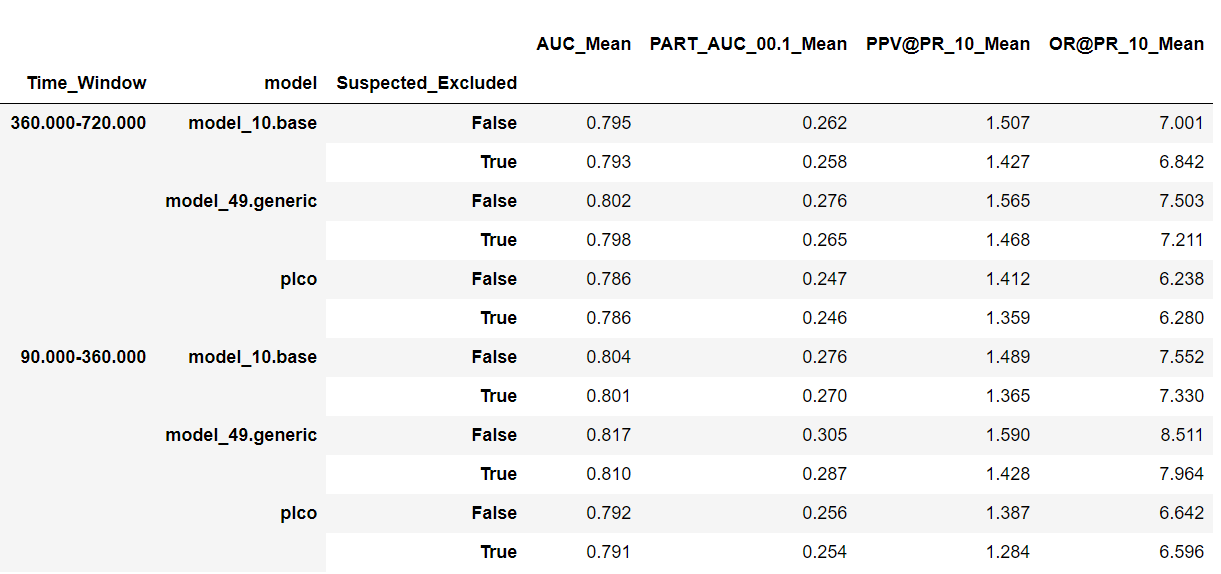 AUC_Mean PART_AUC_00.1_Mean PPV@PR_10_Mean OR@PR_10_Mean
Time_Window model Suspected_Excluded
360.000-720.000 model_10.base False 0.795 0.262 1.507 7.001
True 0.793 0.258 1.427 6.842
model_49.generic False 0.802 0.276 1.565 7.503
True 0.798 0.265 1.468 7.211
plco False 0.786 0.247 1.412 6.238
True 0.786 0.246 1.359 6.280
90.000-360.000 model_10.base False 0.804 0.276 1.489 7.552
True 0.801 0.270 1.365 7.330
model_49.generic False 0.817 0.305 1.590 8.511
True 0.810 0.287 1.428 7.964
plco False 0.792 0.256 1.387 6.642
True 0.791 0.254 1.284 6.596